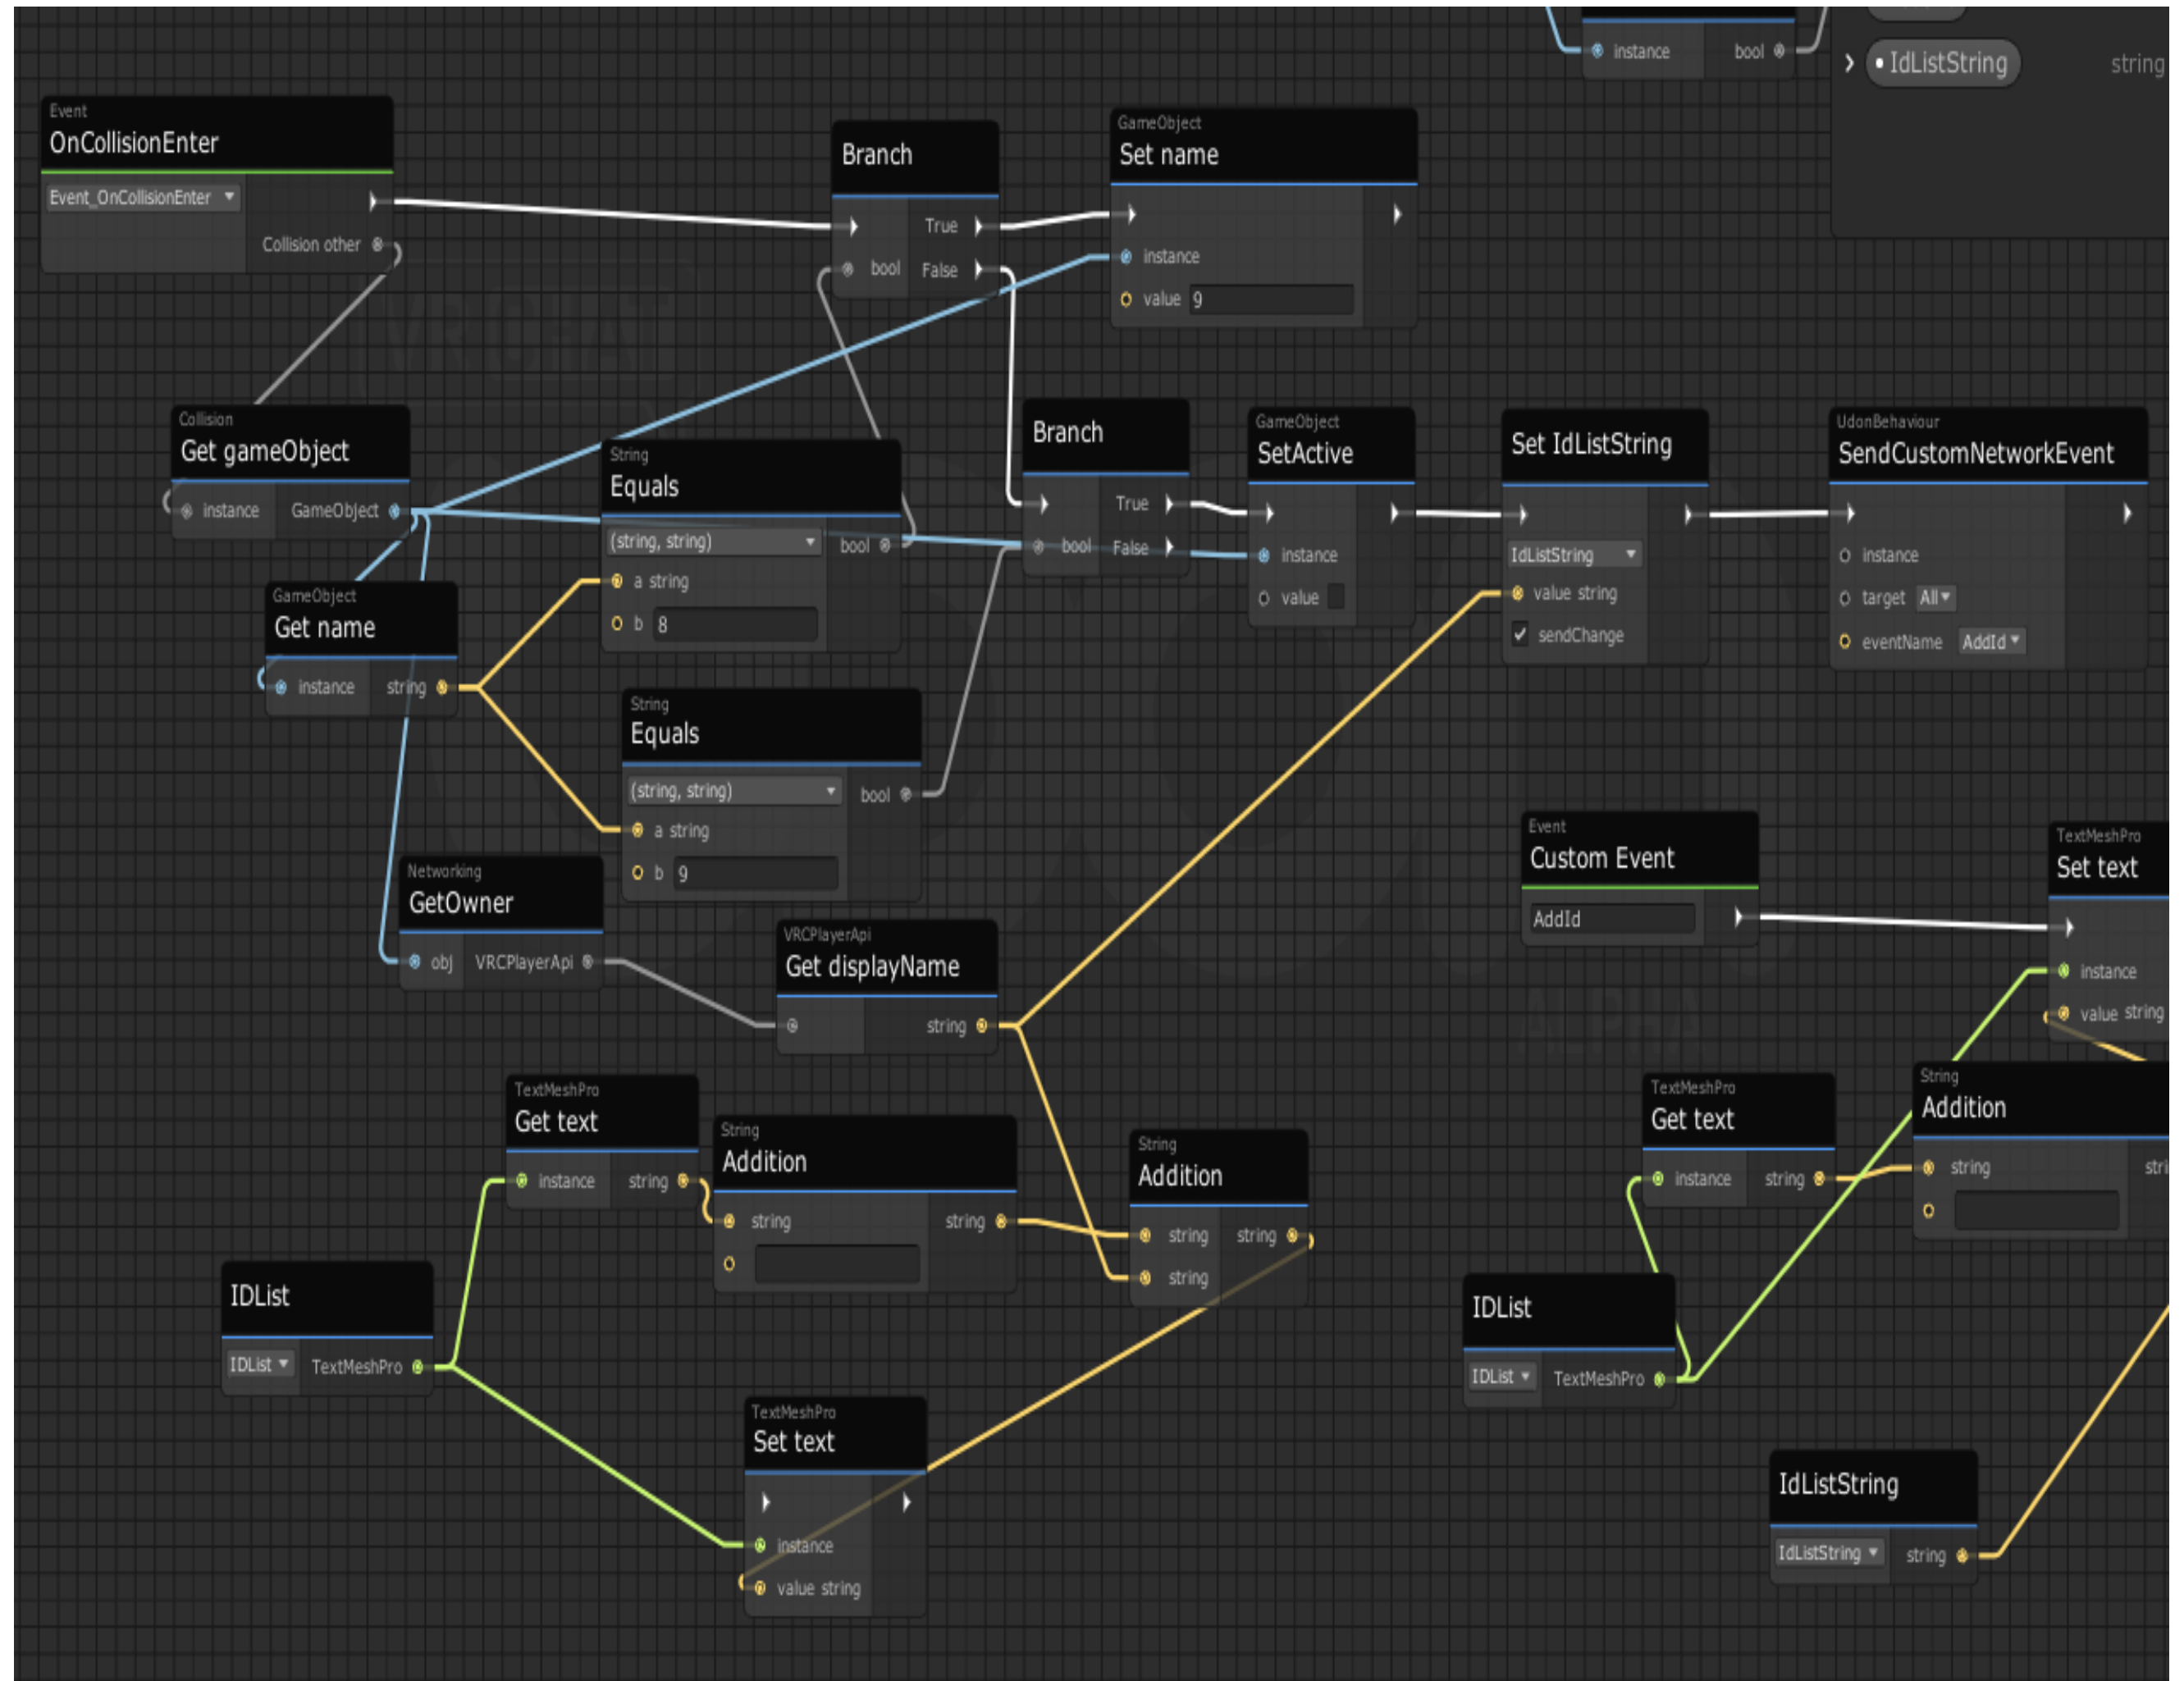 instance bool
IdListString string
Event
OnCollisionEnter
Event_OnCollisionEnter
Collision other
Branch
True
bool False
GameObject
Set name
instance
value 9
Collision
Get gameObject
instance GameObject
String
Equals
(string, string) bool
a string
b 8
Branch
True
bool False
GameObject
SetActive
instance
value
Set IdListString
IdListString
value string
sendChange
UdonBehaviour
SendCustomNetworkEvent
instance
target All
eventName AddId
GameObject
Get name
instance string
String
Equals
(string, string) bool
a string
b 9
Networking
GetOwner
obj VRCPlayerApi
VRCPlayerApi
Get displayName
string
Event
Custom Event
AddId
TextMeshPro
Set text
instance
value string
TextMeshPro
Get text
instance string
String
Addition
string string
String
Addition
string string
string
TextMeshPro
Get text
instance string
String
Addition
string stri
IDList
IDList TextMeshPro
IDList
IDList TextMeshPro
TextMeshPro
Set text
instance
value string
IdListString
IdListString string
VRCHAT
ALPHA